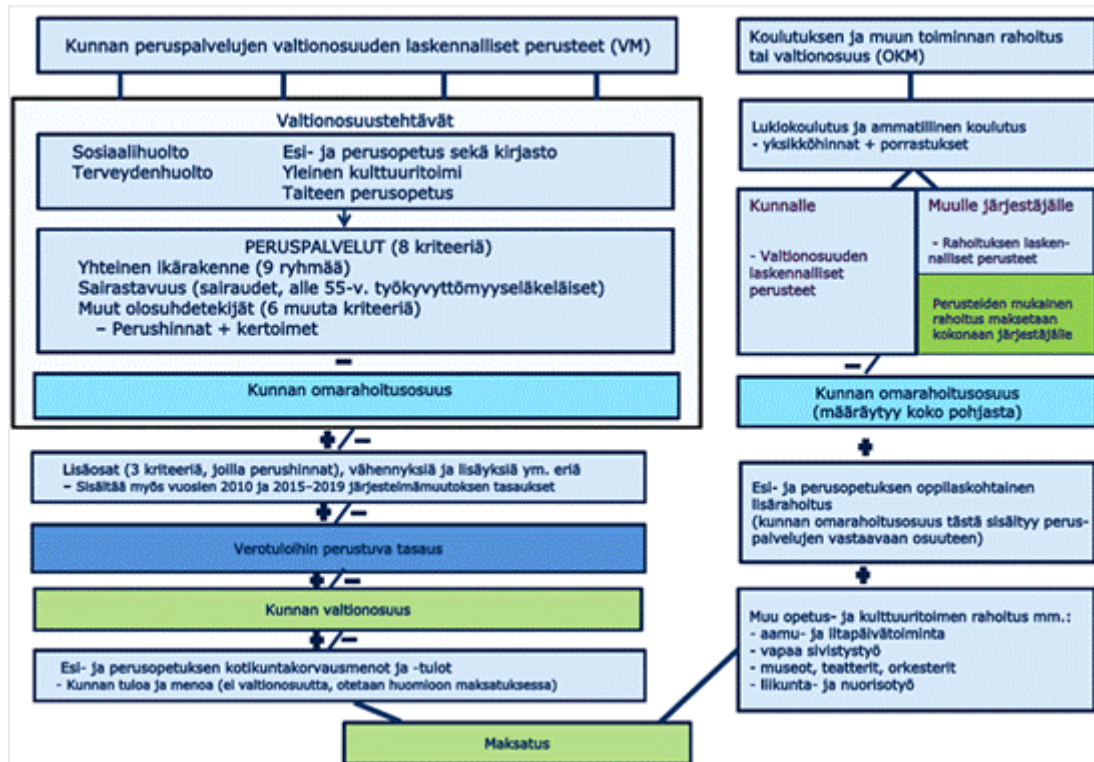 Kunnan peruspalvelujen valtionosuuden laskennalliset perusteet (VM)
Valtionosuustehtävät
Sosiaalihuolto
Terveydenhuolto
Esi- ja perusopetus sekä kirjasto
Yleinen kulttuuritoimi
Taiteen perusopetus
PERUSPALVELUT (8 kriteeriä)
Yhteinen ikärakenne (9 ryhmää)
Sairastavuus (sairaudet, alle 55-v. työkyvyttömyyseläkeläiset)
Muut olosuhdetekijät (6 muuta kriteeriä)
– Perushinnat + kertoimet
–
Kunnan omarahoitusosuus
+/–
Lisäosat (3 kriteeriä, joilla perushinnat), vähennyksiä ja lisäyksiä ym. eriä
– Sisältää myös vuosien 2010 ja 2015–2019 järjestelmämuutoksen tasaukset
+/–
Verotuloihin perustuva tasaus
+/–
Kunnan valtionosuus
+/–
Esi- ja perusopetuksen kotikuntakorvausmenot ja -tulot
- Kunnan tuloa ja menoa (ei valtionosuutta, otetaan huomioon maksatuksessa)
Koulutuksen ja muun toiminnan rahoitus
tai valtionosuus (OKM)
Lukiokoulutus ja ammatillinen koulutus
- yksikköhinnat + porrastukset
Kunnalle
- Valtionosuuden
laskennalliset
perusteet
Muulle järjestäjälle
- Rahoituksen lasken-
nalliset perusteet
Perusteiden mukainen
rahoitus maksetaan
kokonaan järjestäjälle
–
Kunnan omarahoitusosuus
(määräytyy koko pohjasta)
+
Esi- ja perusopetuksen oppilaskohtainen
lisärahoitus
(kunnan omarahoitusosuus tästä sisältyy perus-
palvelujen vastaavaan osuuteen)
+
Muu opetus- ja kulttuuritoimen rahoitus mm.:
- aamu- ja iltapäivätoiminta
- vapaa sivistystyö
- museot, teatterit, orkesterit
- liikunta- ja nuorisotyö
Maksatus